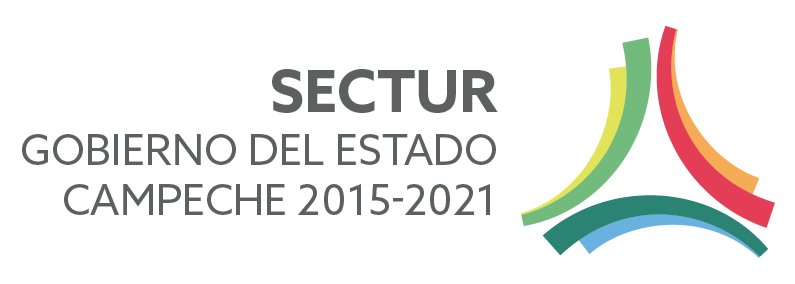 SECTUR
GOBIERNO DEL ESTADO
CAMPECHE 2015-2021